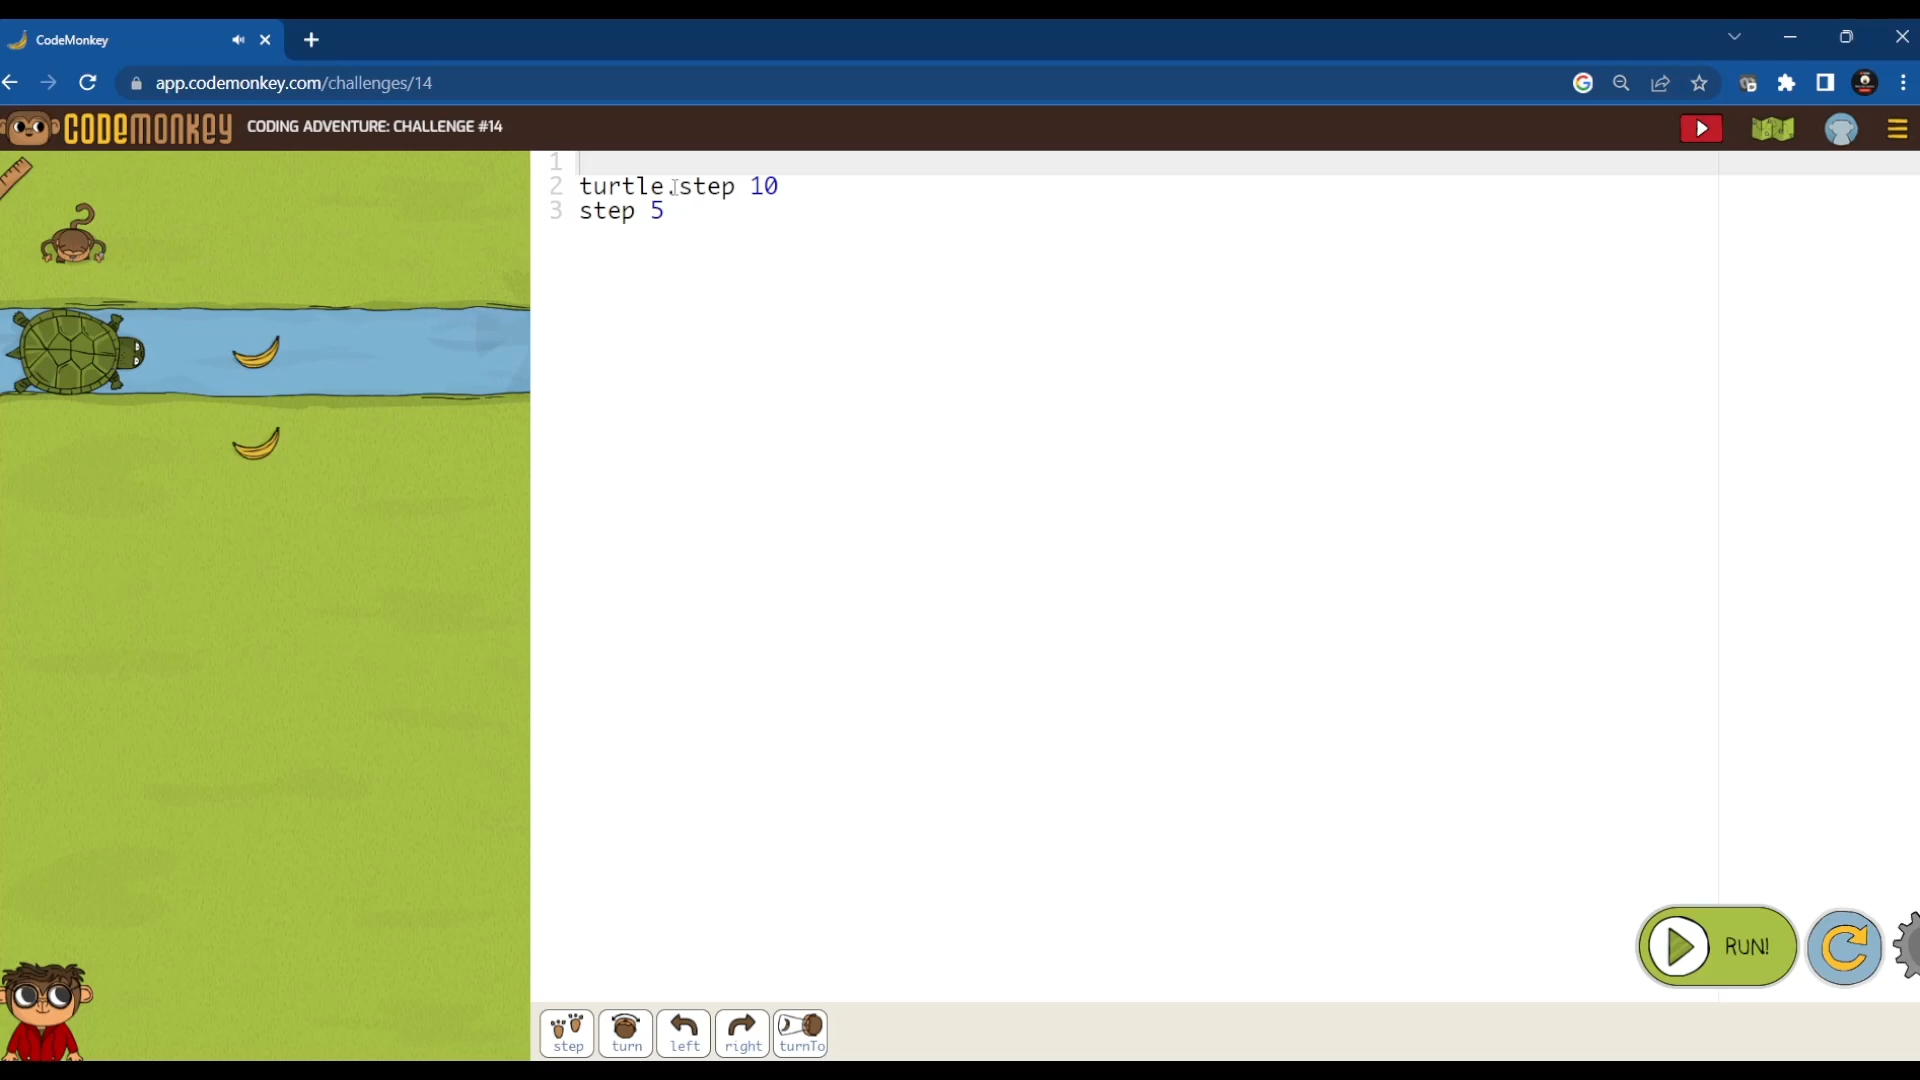 CodeMonkey
app.codemonkey.com/challenges/14
CODEMONKEY CODING ADVENTURE: CHALLENGE #14
1
2 turtle.step 10
3 step 5
RUN!
step turn left right turnTo